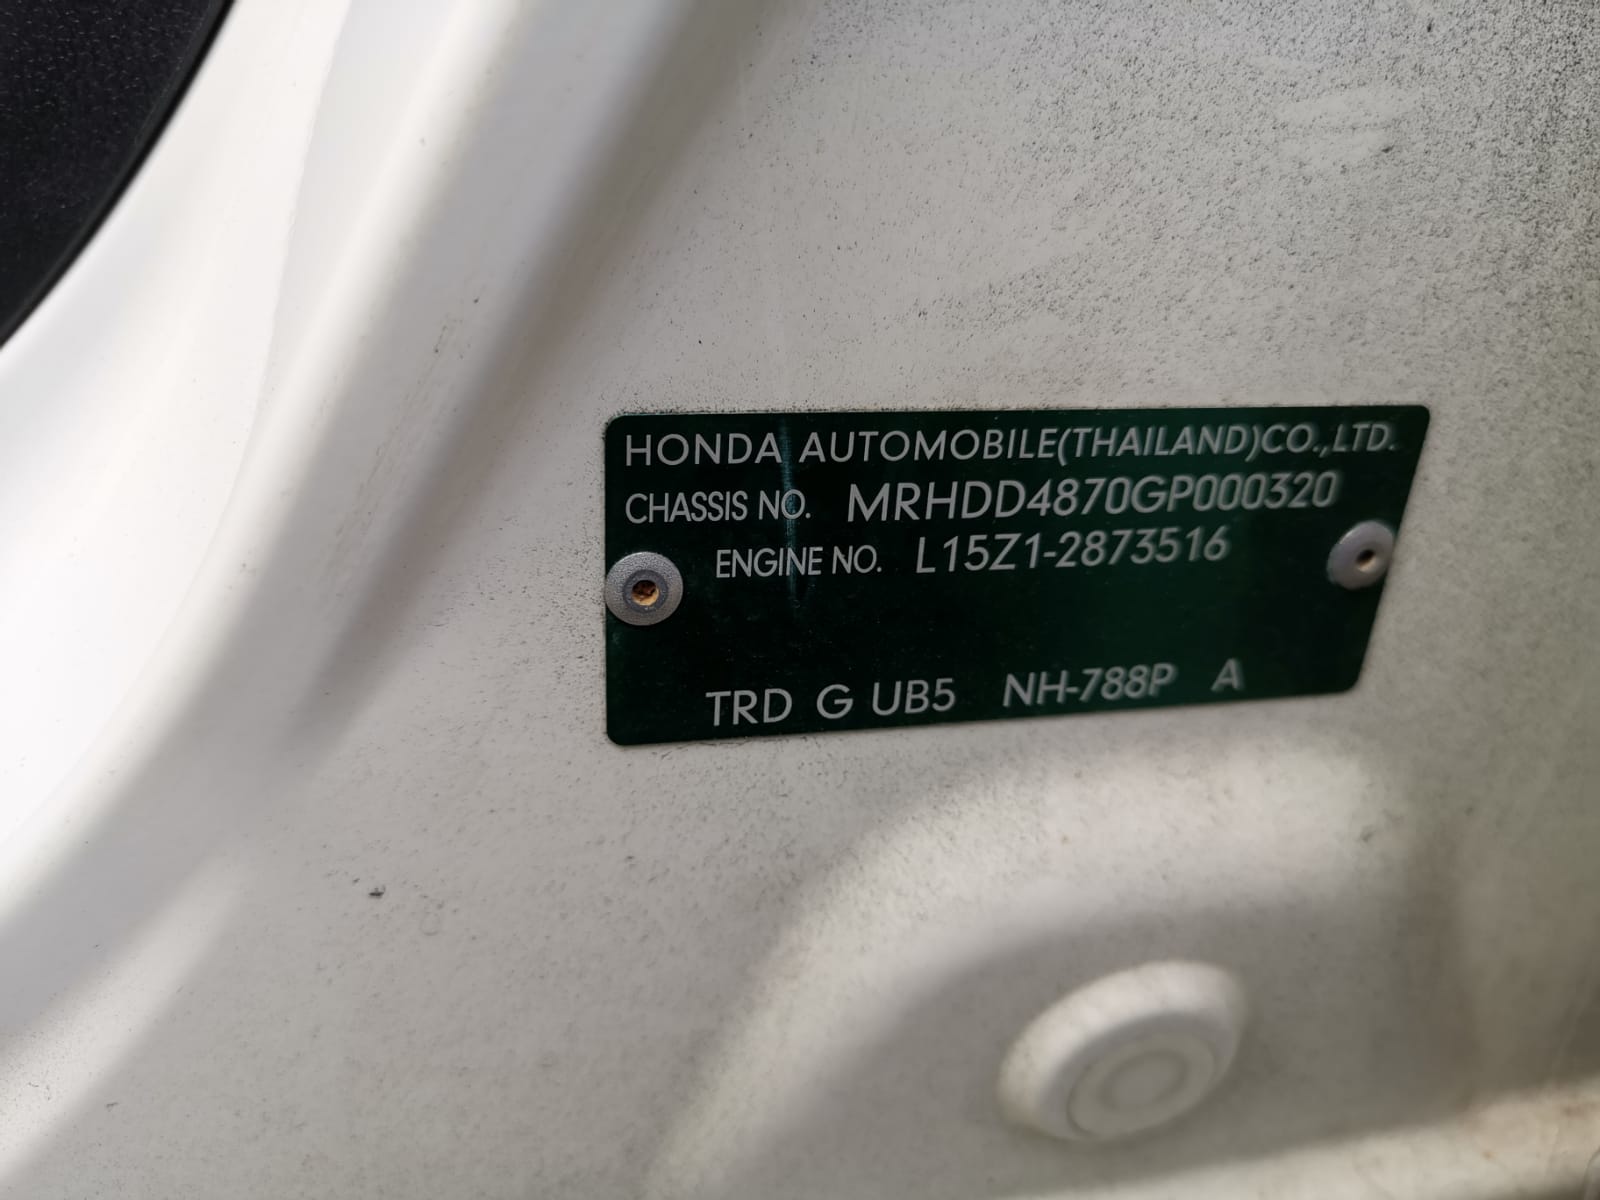 HONDA AUTOMOBILE(THAILAND)CO.,LTD.
CHASSIS NO. MRHDD4870GP000320
ENGINE NO. L15Z1-2873516
TRD G UB5 NH-788P A